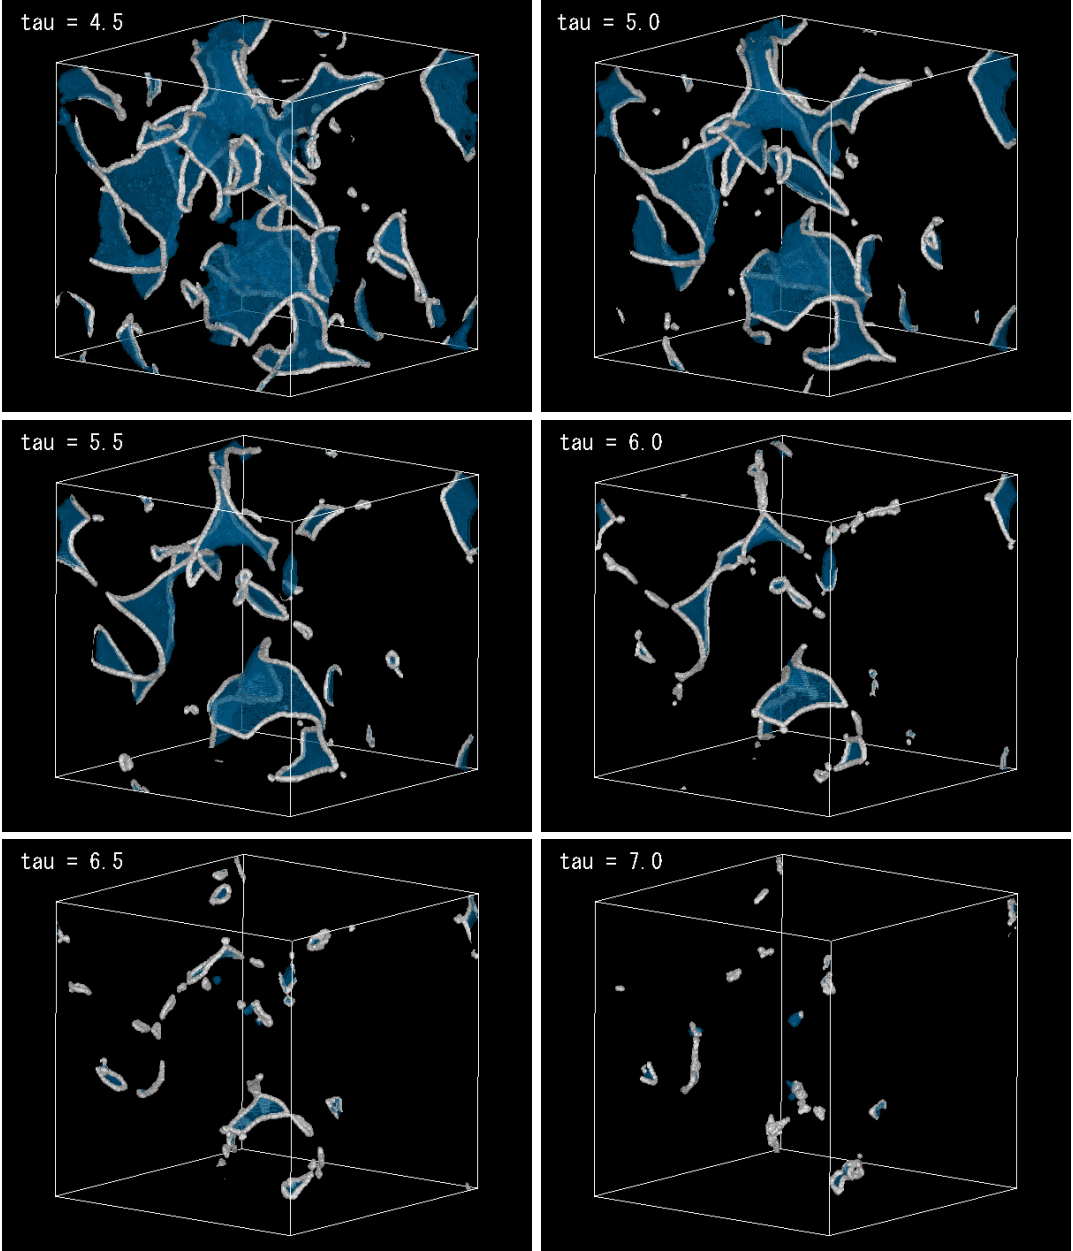 tau = 4.5
tau = 5.0
tau = 5.5
tau = 6.0
tau = 6.5
tau = 7.0